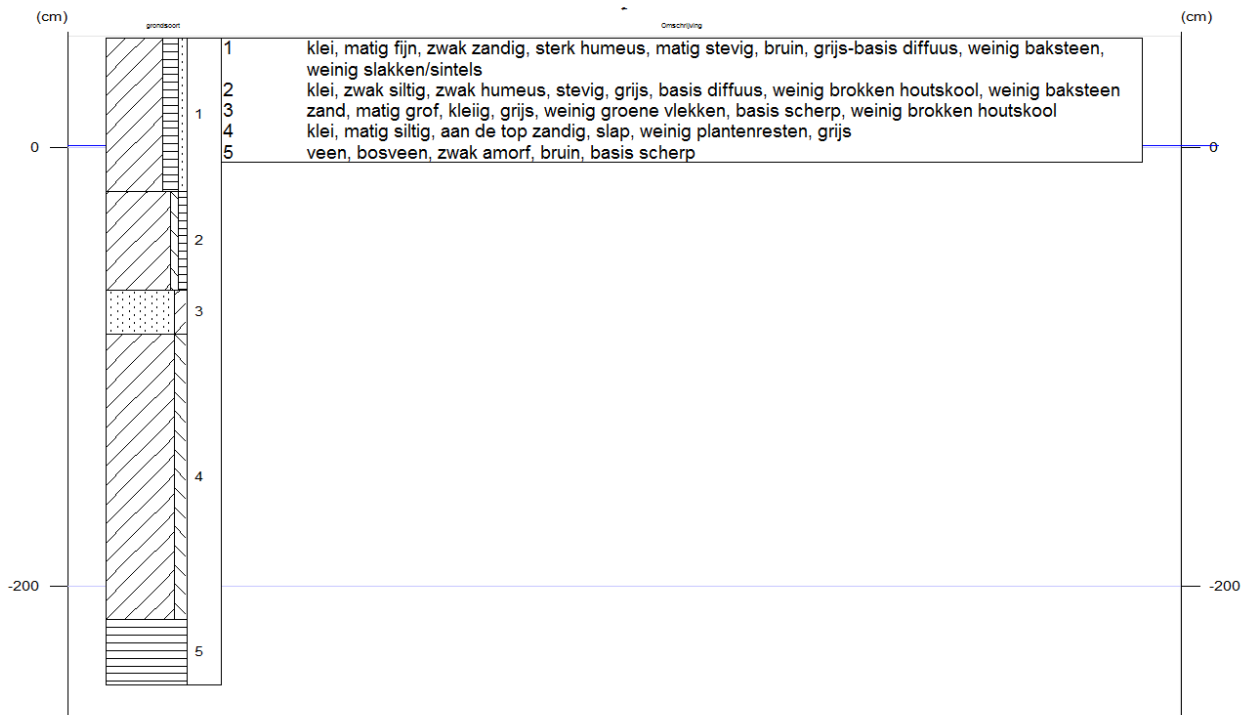 (cm)
(cm)
grondsoort
Omschrijving
1 klei, matig fijn, zwak zandig, sterk humeus, matig stevig, bruin, grijs-basis diffuus, weinig baksteen,
weinig slakken/sintels
2 klei, zwak siltig, zwak humeus, stevig, grijs, basis diffuus, weinig brokken houtskool, weinig baksteen
3 zand, matig grof, kleiig, grijs, weinig groene vlekken, basis scherp, weinig brokken houtskool
4 klei, matig siltig, aan de top zandig, slap, weinig plantenresten, grijs
5 veen, bosveen, zwak amorf, bruin, basis scherp
1
0
0
2
3
4
-200
-200
5